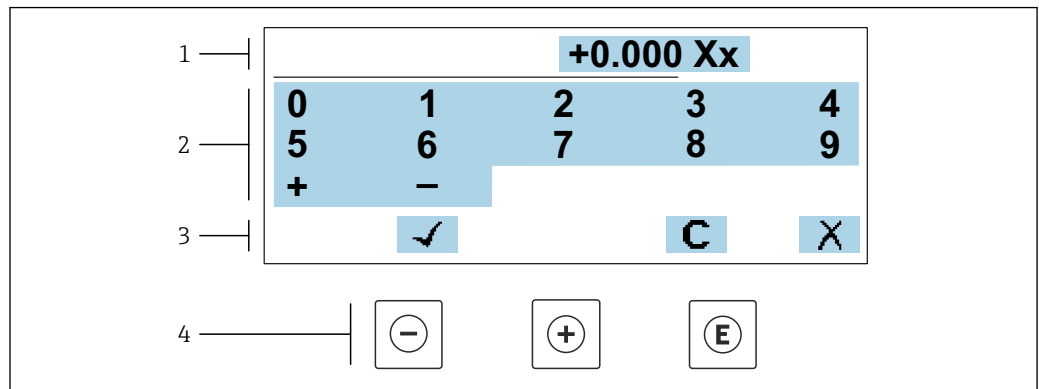 1 +0.000 Xx
0 1 2 3 4
2 5 6 7 8 9
+ −
3 ✓ C X
4 − + E